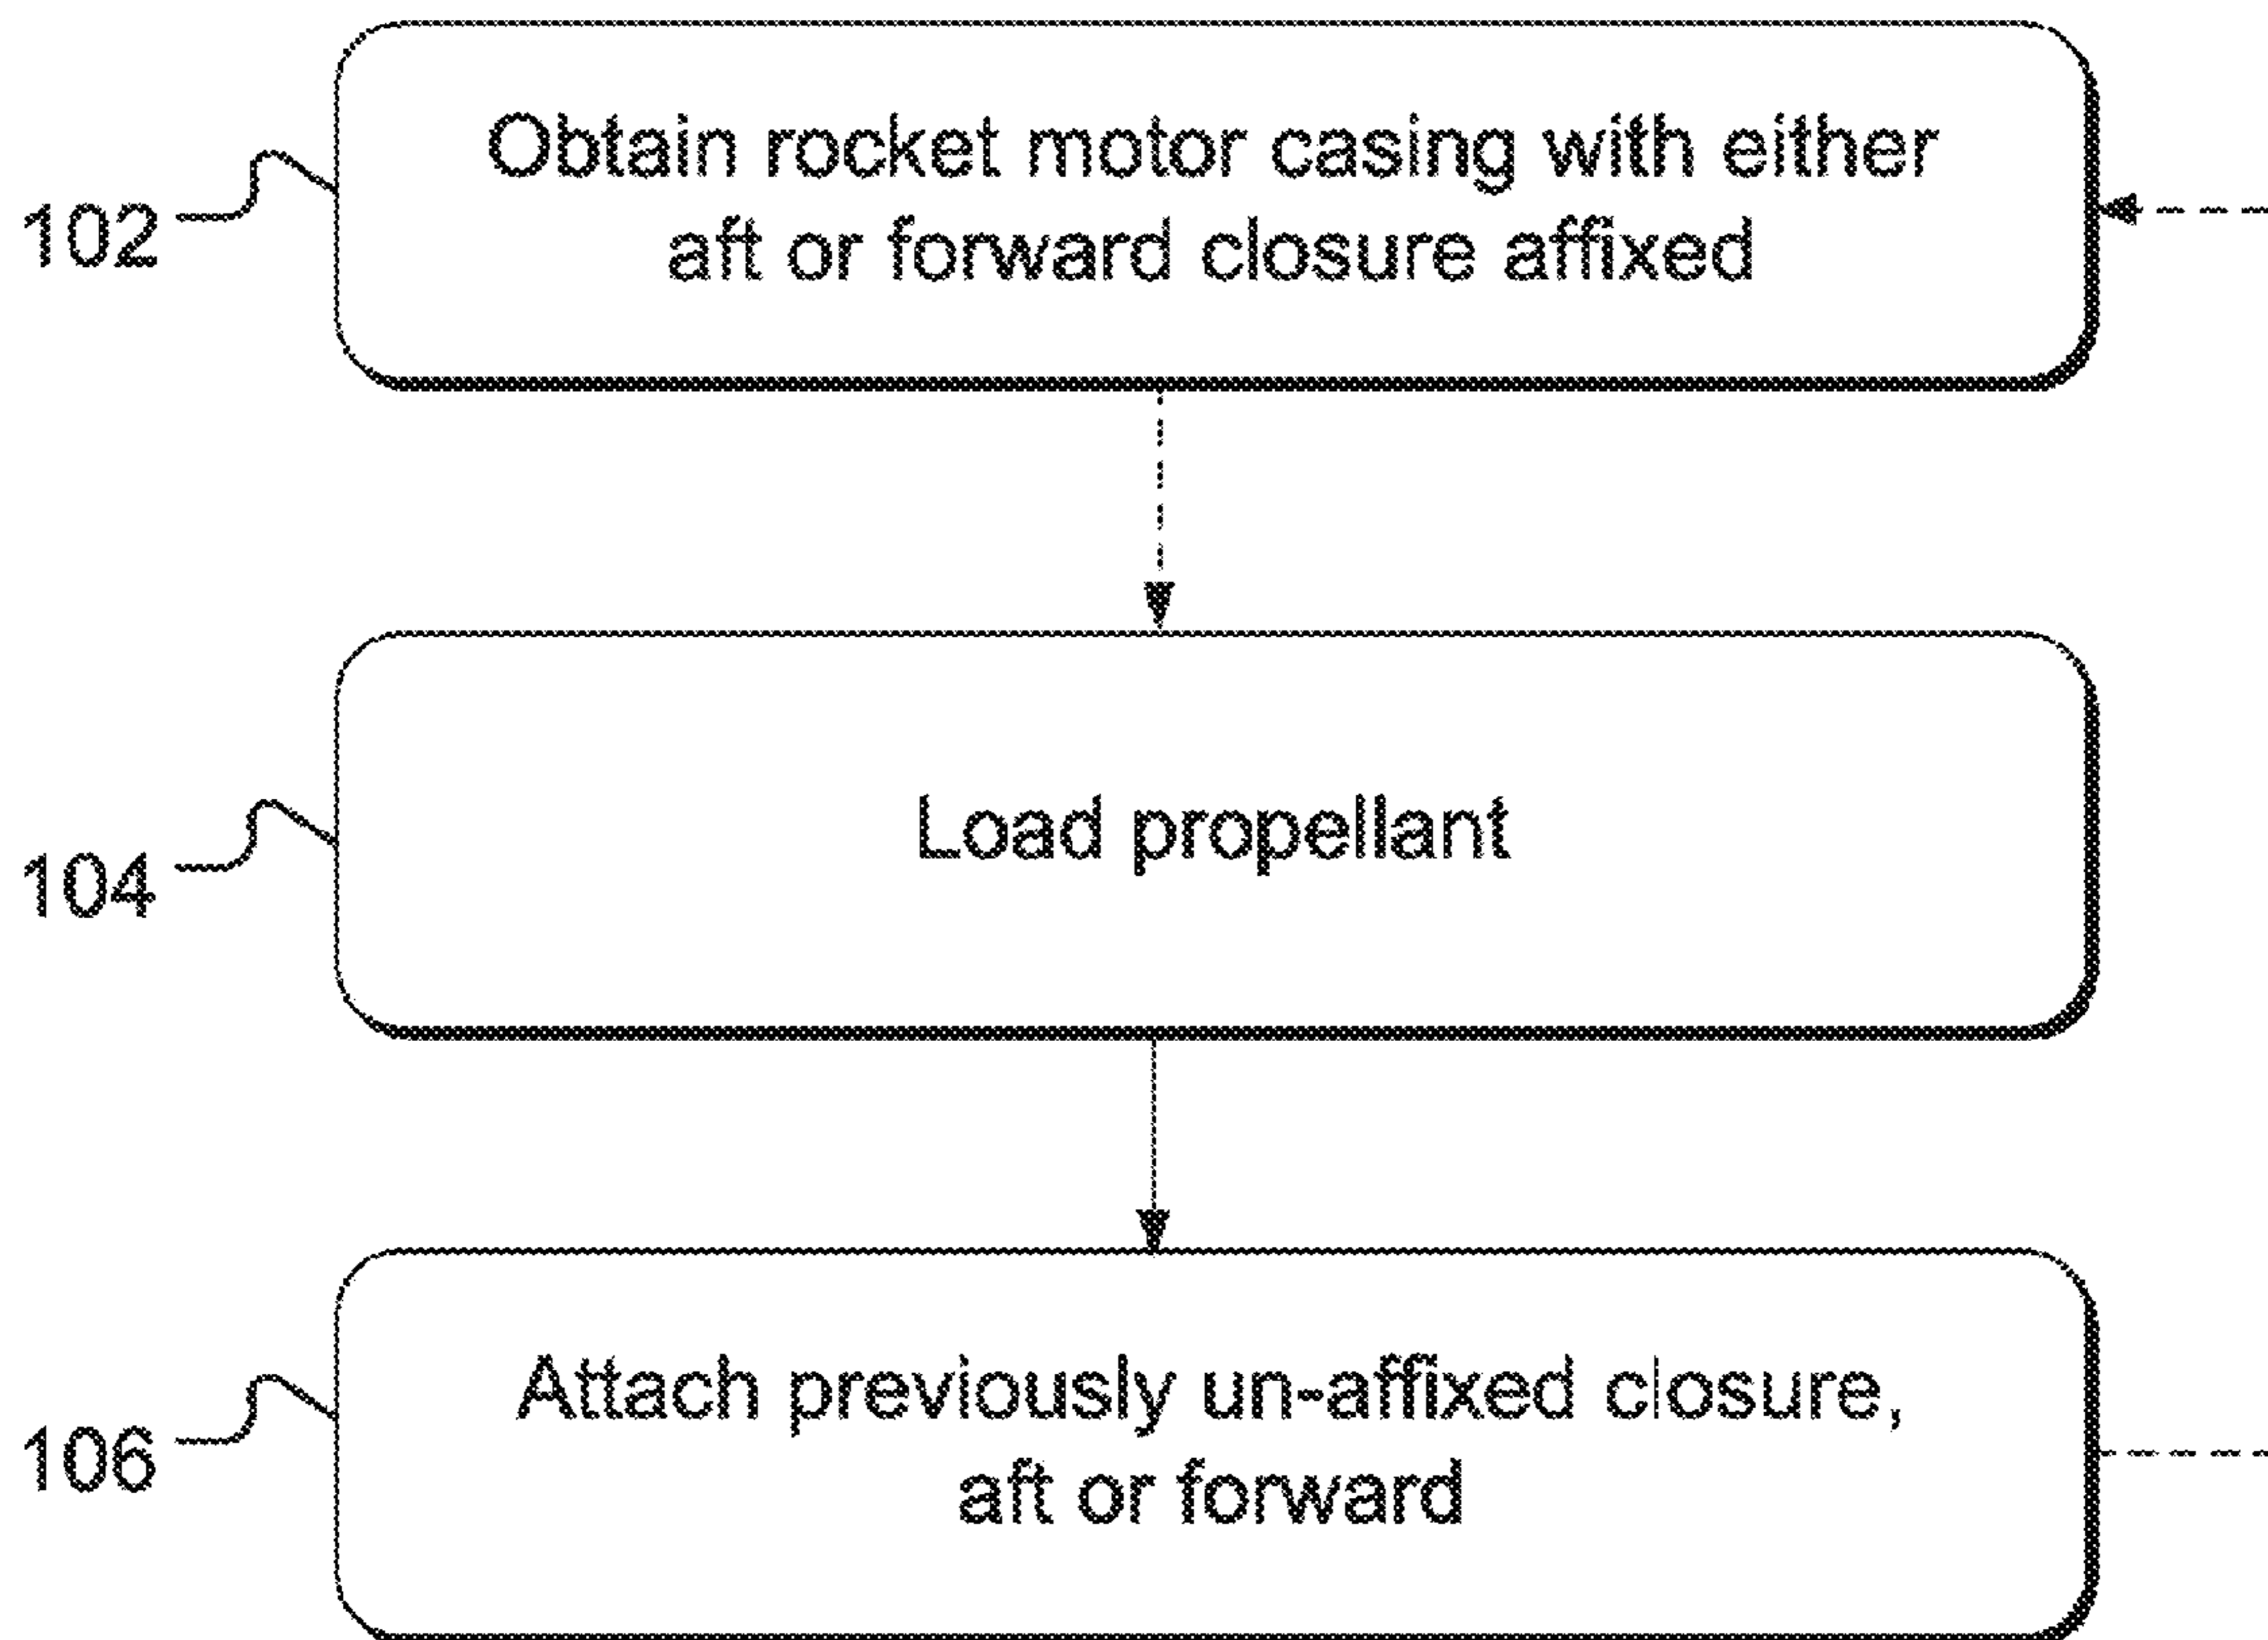 Obtain rocket motor casing with either
aft or forward closure affixed
102
Load propellant
104
Attach previously un-affixed closure,
aft or forward
106